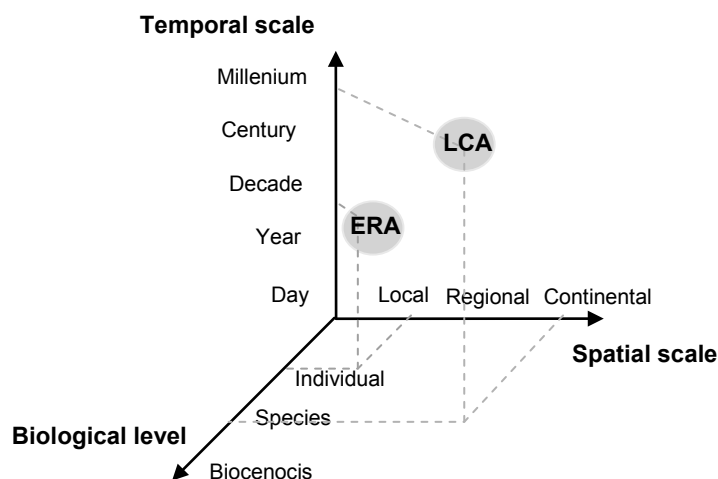 Temporal scale
Millenium
Century
LCA
Decade
ERA
Year
Day
Local
Regional
Continental
Spatial scale
Individual
Species
Biological level
Biocenocis